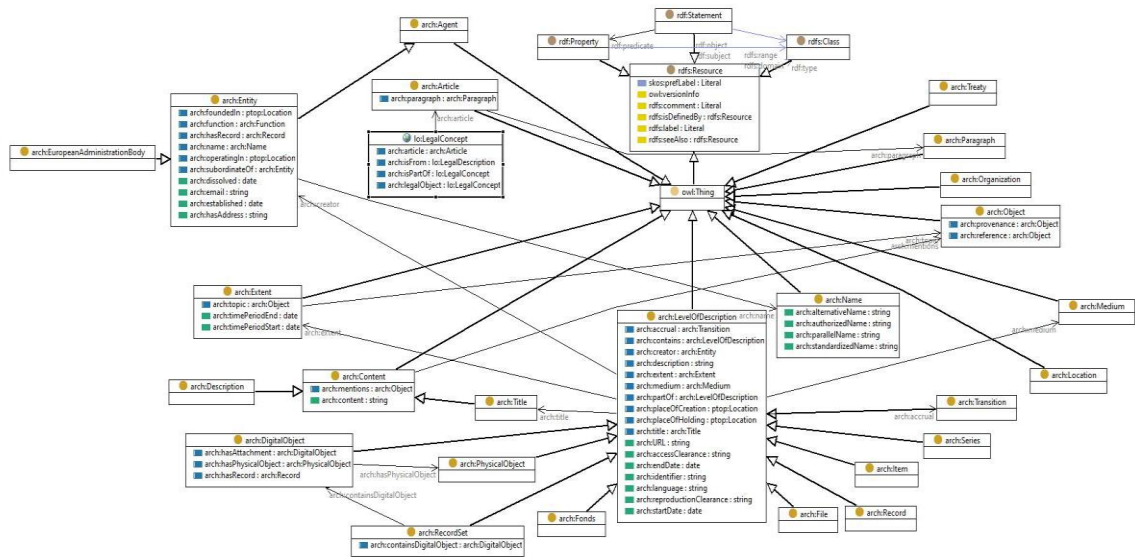 rdf:Statement
arch:Agent
rdf:Property
rdfs:Class
rdf:predicate
rdf:object
rdf:subject
rdfs:range
rdfs:domain
rdf:type
rdfs:Resource
skos:prefLabel : Literal
owl:versionInfo
rdfs:comment : Literal
rdfs:isDefinedBy : rdfs:Resource
rdfs:label : Literal
rdfs:seeAlso : rdfs:Resource
arch:Article
arch:paragraph : arch:Paragraph
arch:article
arch:Treaty
arch:Entity
arch:foundedIn : ptop:Location
arch:function : arch:Function
arch:hasRecord : arch:Record
arch:name : arch:Name
arch:operatingIn : ptop:Location
arch:subordinateOf : arch:Entity
arch:dissolved : date
arch:email : string
arch:established : date
arch:hasAddress : string
arch:EuropeanAdministrationBody
lo:LegalConcept
arch:article : arch:Article
arch:isFrom : lo:LegalDescription
arch:isPartOf : lo:LegalConcept
arch:legalObject : lo:LegalConcept
arch:Paragraph
arch:paragraph
arch:Organization
owl:Thing
arch:creator
arch:Object
arch:provenance : arch:Object
arch:reference : arch:Object
arch:topic
arch:mentions
arch:Extent
arch:topic : arch:Object
arch:timePeriodEnd : date
arch:timePeriodStart : date
arch:extent
arch:Name
arch:alternativeName : string
arch:authorizedName : string
arch:parallelName : string
arch:standardizedName : string
arch:name
arch:Medium
arch:medium
arch:LevelOfDescription
arch:accrual : arch:Transition
arch:contains : arch:LevelOfDescription
arch:creator : arch:Entity
arch:description : string
arch:extent : arch:Extent
arch:medium : arch:Medium
arch:partOf : arch:LevelOfDescription
arch:placeOfCreation : ptop:Location
arch:placeOfHolding : ptop:Location
arch:title : arch:Title
arch:URL : string
arch:accessClearance : string
arch:endDate : date
arch:identifier : string
arch:language : string
arch:reproductionClearance : string
arch:startDate : date
arch:Location
arch:Content
arch:mentions : arch:Object
arch:content : string
arch:Description
arch:Title
arch:title
arch:Transition
arch:accrual
arch:DigitalObject
arch:hasAttachment : arch:DigitalObject
arch:hasPhysicalObject : arch:PhysicalObject
arch:hasRecord : arch:Record
arch:hasPhysicalObject
arch:PhysicalObject
arch:Series
arch:Item
arch:containsDigitalObject
arch:Fonds
arch:File
arch:Record
arch:RecordSet
arch:containsDigitalObject : arch:DigitalObject